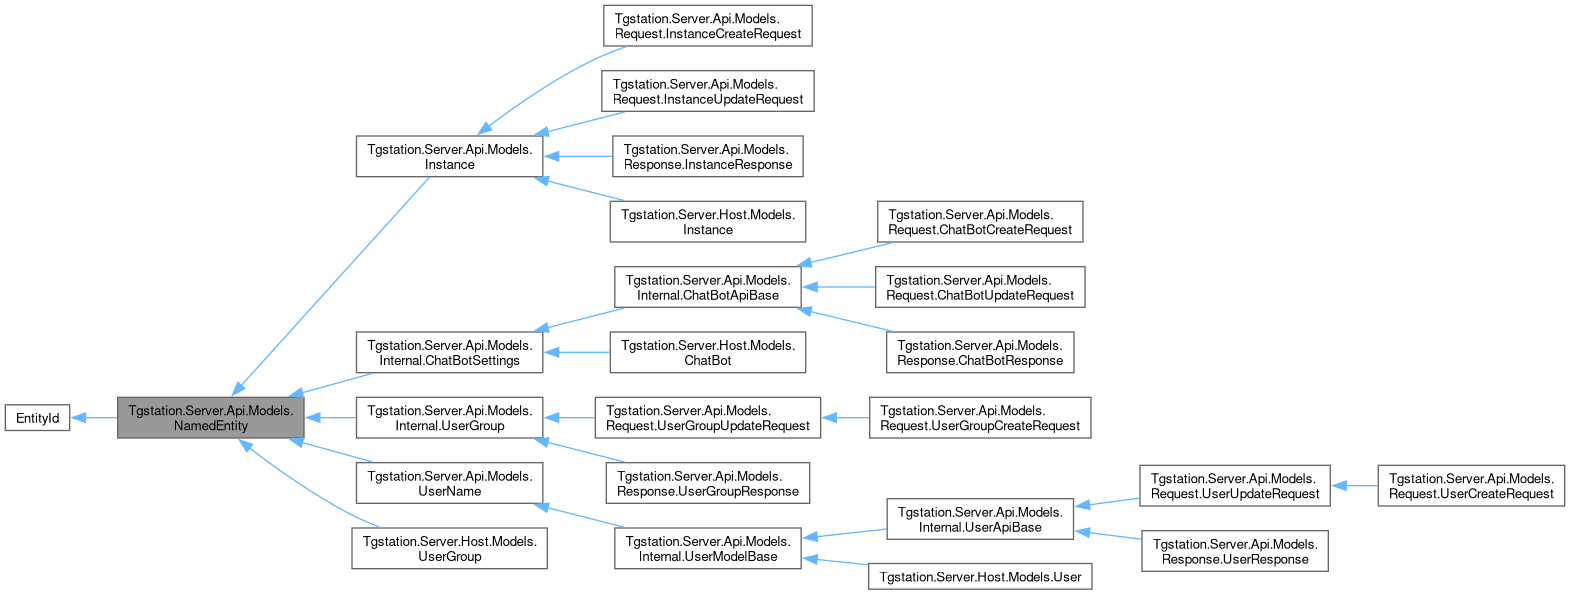 Tgstation.Server.Api.Models.
Request.InstanceCreateRequest
Tgstation.Server.Api.Models.
Request.InstanceUpdateRequest
Tgstation.Server.Api.Models.
Instance
Tgstation.Server.Api.Models.
Response.InstanceResponse
Tgstation.Server.Host.Models.
Instance
Tgstation.Server.Api.Models.
Request.ChatBotCreateRequest
Tgstation.Server.Api.Models.
Internal.ChatBotApiBase
Tgstation.Server.Api.Models.
Request.ChatBotUpdateRequest
Tgstation.Server.Api.Models.
Internal.ChatBotSettings
Tgstation.Server.Host.Models.
ChatBot
Tgstation.Server.Api.Models.
Response.ChatBotResponse
EntityId
Tgstation.Server.Api.Models.
NamedEntity
Tgstation.Server.Api.Models.
Internal.UserGroup
Tgstation.Server.Api.Models.
Request.UserGroupUpdateRequest
Tgstation.Server.Api.Models.
Request.UserGroupCreateRequest
Tgstation.Server.Api.Models.
UserName
Tgstation.Server.Api.Models.
Response.UserGroupResponse
Tgstation.Server.Api.Models.
Request.UserUpdateRequest
Tgstation.Server.Api.Models.
Request.UserCreateRequest
Tgstation.Server.Host.Models.
UserGroup
Tgstation.Server.Api.Models.
Internal.UserModelBase
Tgstation.Server.Api.Models.
Internal.UserApiBase
Tgstation.Server.Api.Models.
Response.UserResponse
Tgstation.Server.Host.Models.User